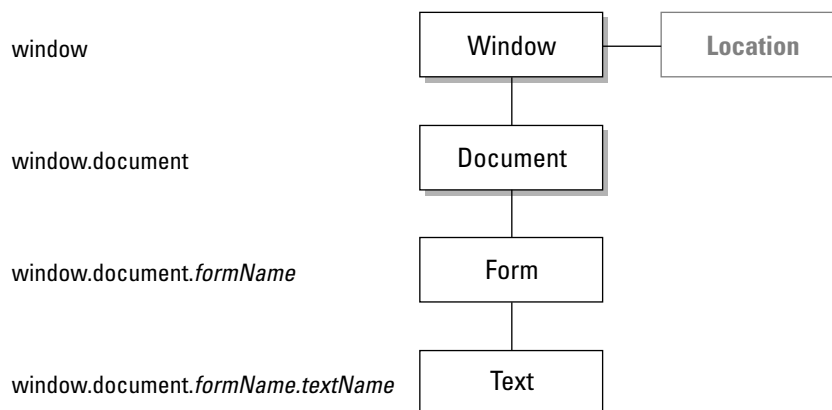 window Window Location
window.document Document
window.document.formName Form
window.document.formName.textName Text